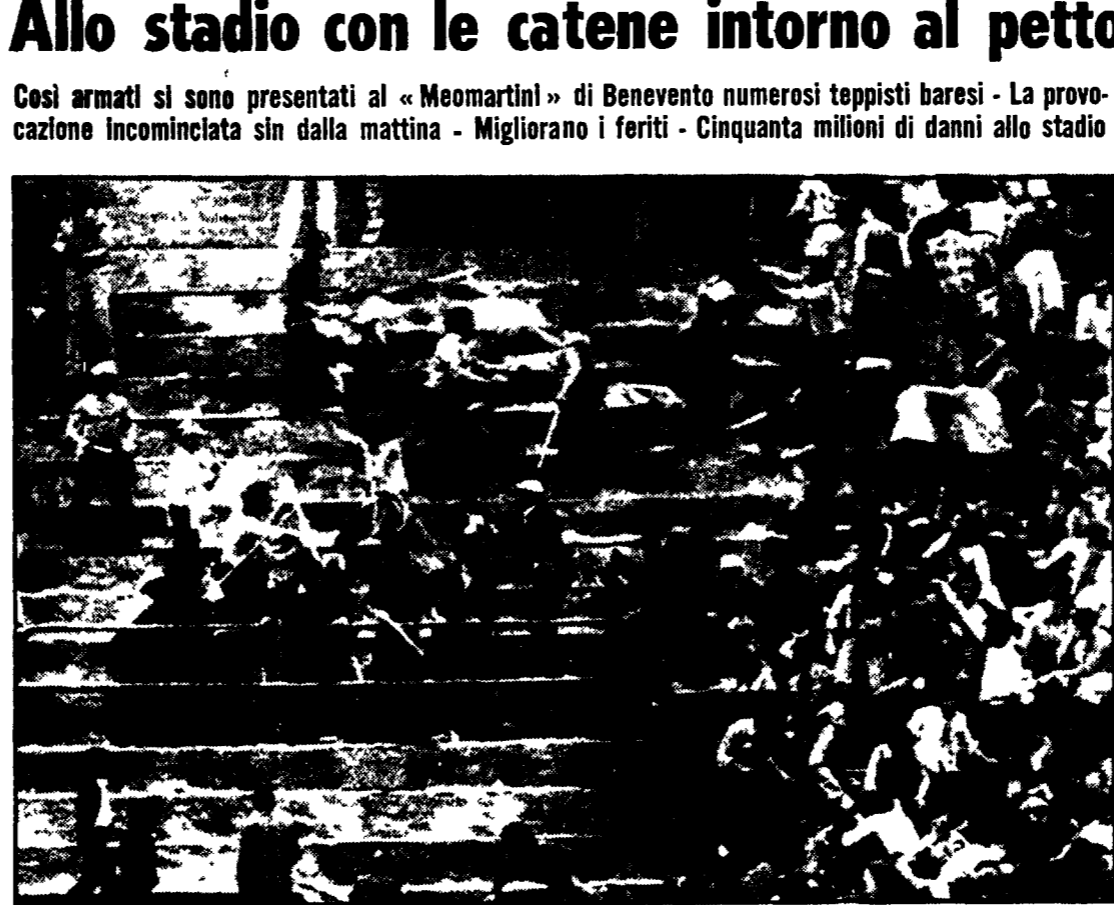 Allo stadio con le catene intorno al petto
Così armati si sono presentati al « Meomartini » di Benevento numerosi teppisti baresi - La provo-
cazione incominciata sin dalla mattina - Migliorano i feriti - Cinquanta milioni di danni allo stadio